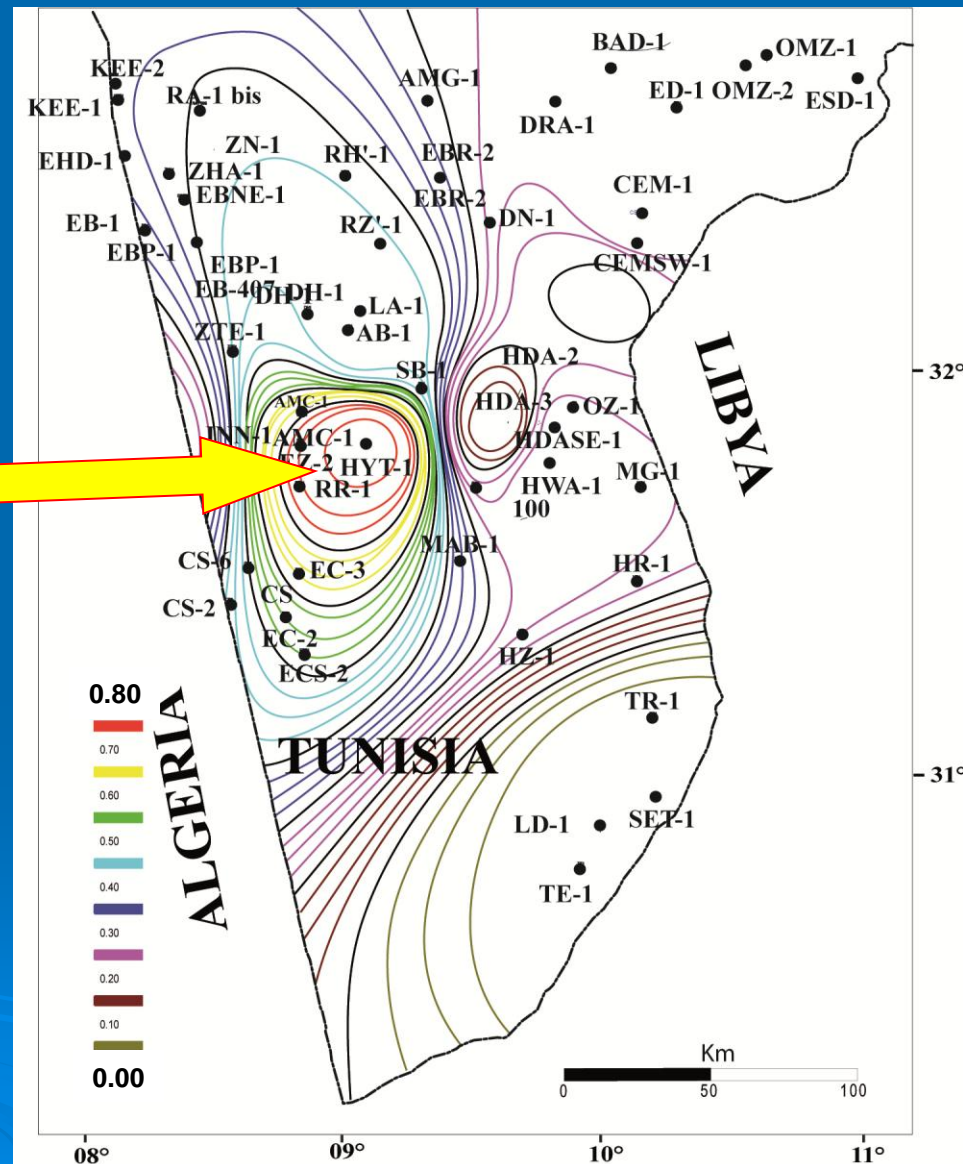 BAD-1
OMZ-1
KEE-2
AMG-1
RA-1 bis
ED-1 OMZ-2
KEE-1
ESD-1
DRA-1
ZN-1
EHD-1
RH'-1
EBR-2
ZHA-1
EBNE-1
EBR-2
CEM-1
EB-1
RZ'-1
DN-1
EBP-1
EBP-1
CEMSW-1
EB-407
DH-1
DH-1
LA-1
AB-1
ZTE-1
LIBYA
HDA-2
32°
SB-1
AMC-1
HDA-3
OZ-1
INN-1
AMC-1
HDASE-1
EZ-2
HYT-1
MG-1
RR-1
HWA-1
100
MAB-1
CS-6
EC-3
HR-1
CS
CS-2
EC-2
HZ-1
ECS-2
0.80
ALGERIA
TR-1
0.70
TUNISIA
0.60
31°
0.50
LD-1
SET-1
0.40
TE-1
0.30
0.20
0.10
0.00
Km
0 50 100
08° 09° 10° 11°